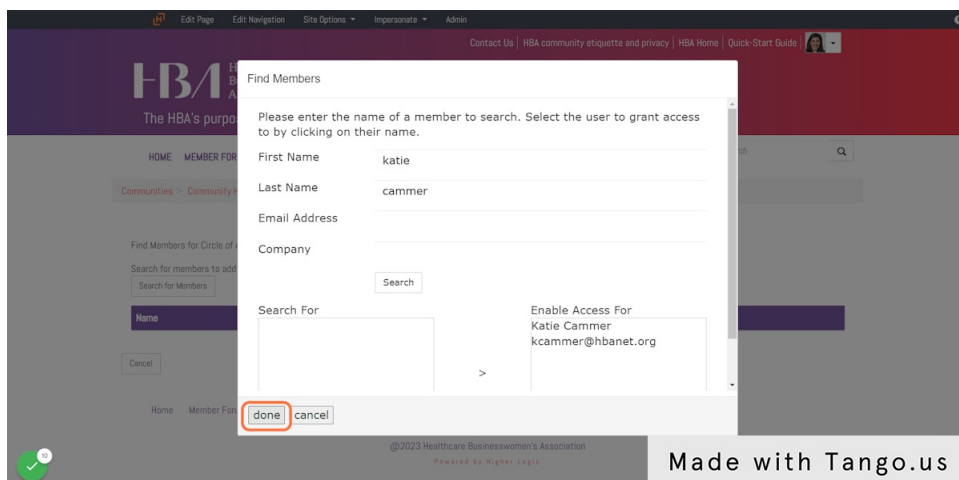 Edit Page Edit Navigation Site Options Impersonate Admin
Contact Us | HBA community etiquette and privacy | HBA Home | Quick-Start Guide
HBA H
B
A
The HBA's purpo
Find Members
Please enter the name of a member to search. Select the user to grant access
to by clicking on their name.
HOME MEMBER FOR
First Name katie
Last Name cammer
Communities > Community H
Email Address
Company
Find Members for Circle of
Search for members to add
Search for Members
Search
Name
Search For Enable Access For
Katie Cammer
kcammer@hbanet.org
>
Cancel
Home Member For
done cancel
@2023 Healthcare Businesswomen's Association
Powered by Higher Logic
10
Made with Tango.us